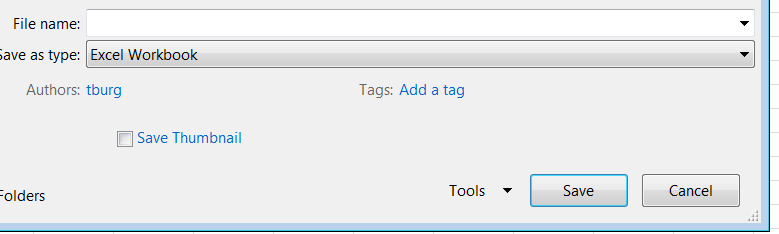 File name:
Save as type: Excel Workbook
Authors: tburg Tags: Add a tag
Save Thumbnail
Folders Tools Save Cancel